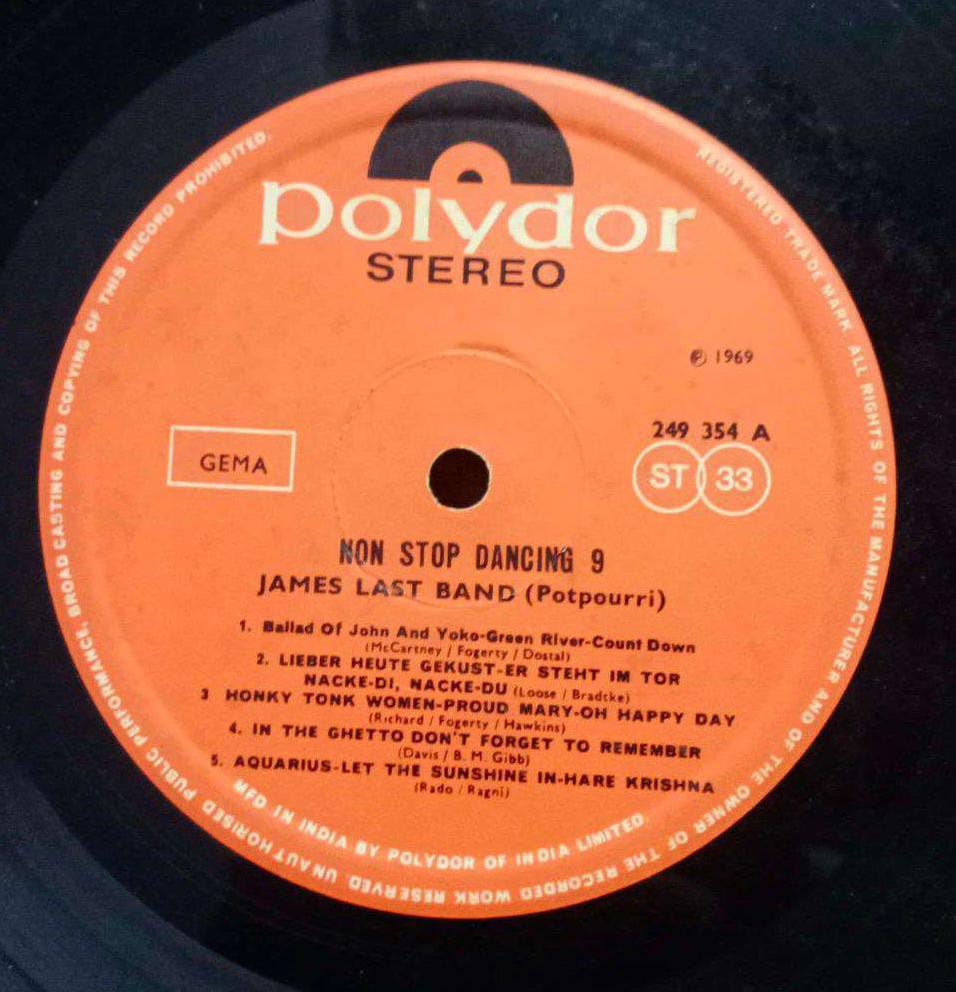 polydor
STEREO
℗ 1969
249 354 A
GEMA
ST 33
NON STOP DANCING 9
JAMES LAST BAND (Potpourri)
1. Ballad Of John And Yoko-Green River-Count Down
(McCartney / Fogerty / Dostal)
2. LIEBER HEUTE GEKUST-ER STEHT IM TOR
NACKE-DI, NACKE-DU (Loose / Bradtke)
3 HONKY TONK WOMEN-PROUD MARY-OH HAPPY DAY
(Richard / Fogerty / Hawkins)
4. IN THE GHETTO DON'T FORGET TO REMEMBER
(Davis / B. M. Gibb)
5. AQUARIUS-LET THE SUNSHINE IN-HARE KRISHNA
(Rado / Ragni)
MFD. IN INDIA BY POLYDOR OF INDIA LIMITED
REGISTERED TRADE MARK. ALL RIGHTS OF THE MANUFACTURER AND OF THE OWNER OF THE RECORDED WORK RESERVED. UNAUTHORISED PUBLIC PERFORMANCE, BROADCASTING AND COPYING OF THIS RECORD PROHIBITED.